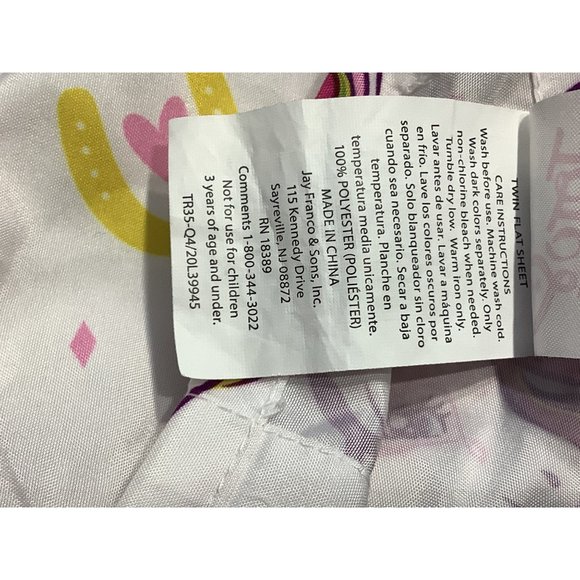 TWIN FLAT SHEET
CARE INSTRUCTIONS
Wash before use. Machine wash cold.
Wash dark colors separately. Only
non-chlorine bleach when needed.
Tumble dry low. Warm iron only.
Lavar antes de usar. Lavar a máquina
en frío. Lave los colores oscuros por
separado. Solo blanqueador sin cloro
cuando sea necesario. Secar a baja
temperatura. Planche en
temperatura media unicamente.
100% POLYESTER (POLIÉSTER)
MADE IN CHINA
Jay Franco & Sons, Inc.
115 Kennedy Drive
Sayreville, NJ 08872
RN 18389
Comments 1-800-344-3022
Not for use for children
3 years of age and under.
TR35-Q4/20L39945